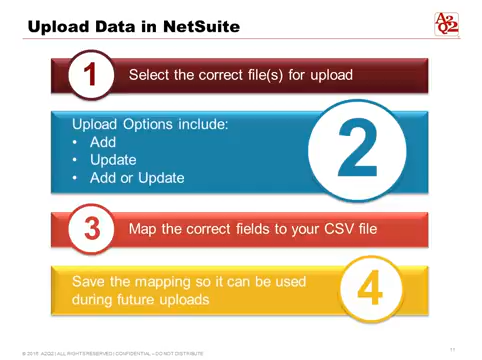 Upload Data in NetSuite
A2Q2
1
Select the correct file(s) for upload
Upload Options include:
• Add
• Update
• Add or Update
2
3
Map the correct fields to your CSV file
Save the mapping so it can be used
during future uploads
4
A2Q2 | ALL RIGHTS RESERVED | CONFIDENTIAL – DO NOT DISTRIBUTE